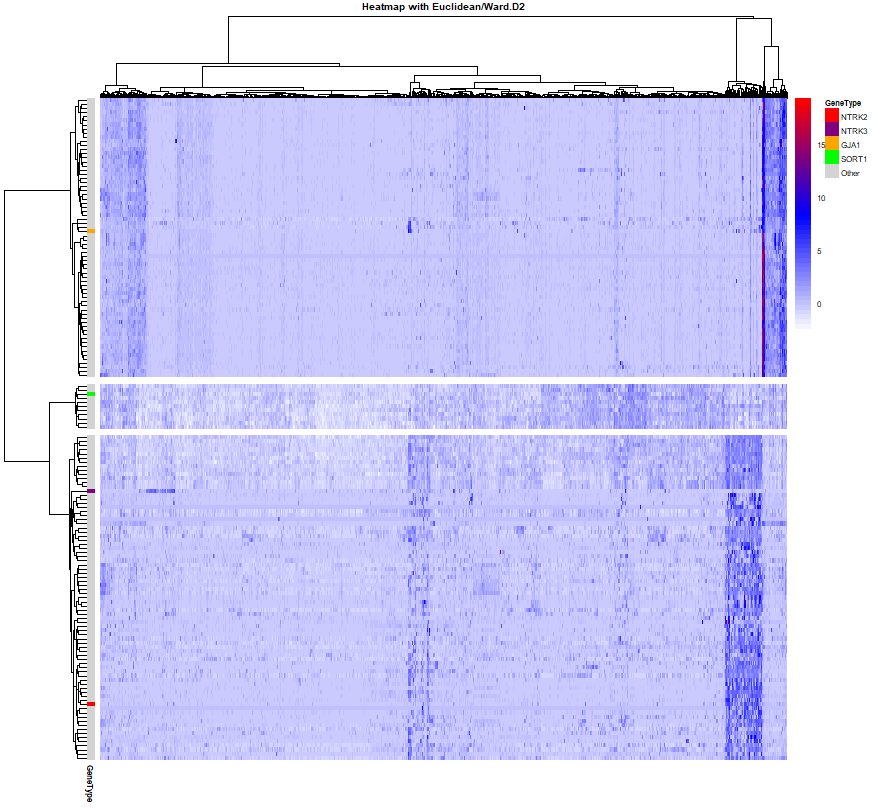 Heatmap with Euclidean/Ward.D2
15
10
5
0
GeneType
NTRK2
NTRK3
GJA1
SORT1
Other
GeneType